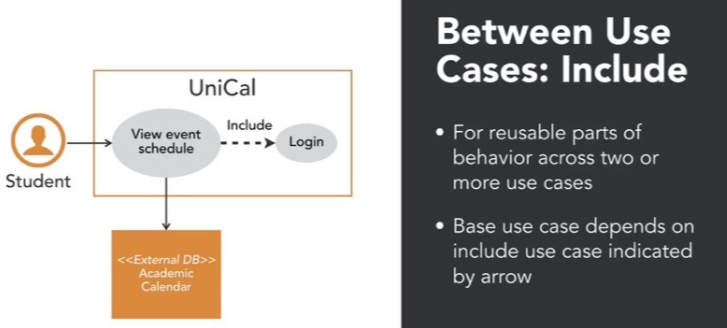 UniCal
Student
View event
schedule
Include
Login
<<External DB>>
Academic
Calendar
Between Use
Cases: Include
• For reusable parts of
behavior across two or
more use cases
• Base use case depends on
include use case indicated
by arrow